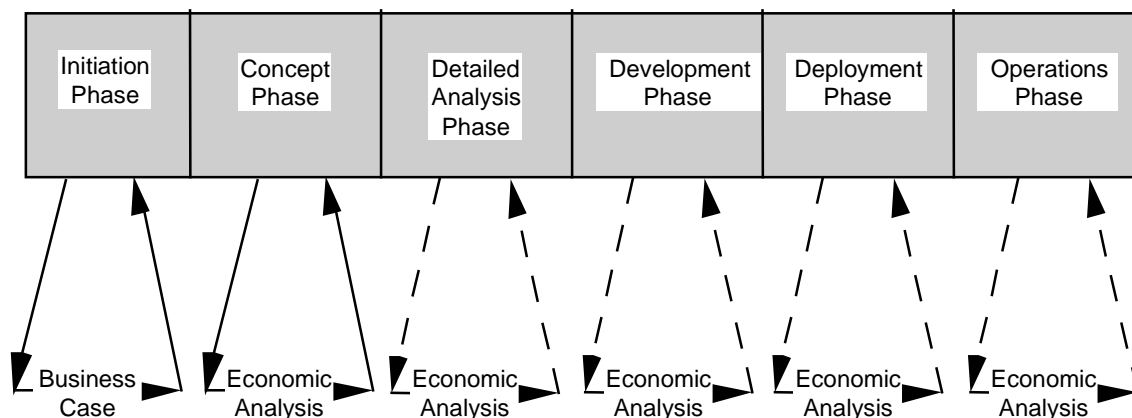 Initiation
Phase
Concept
Phase
Detailed
Analysis
Phase
Development
Phase
Deployment
Phase
Operations
Phase
Business
Case
Economic
Analysis
Economic
Analysis
Economic
Analysis
Economic
Analysis
Economic
Analysis